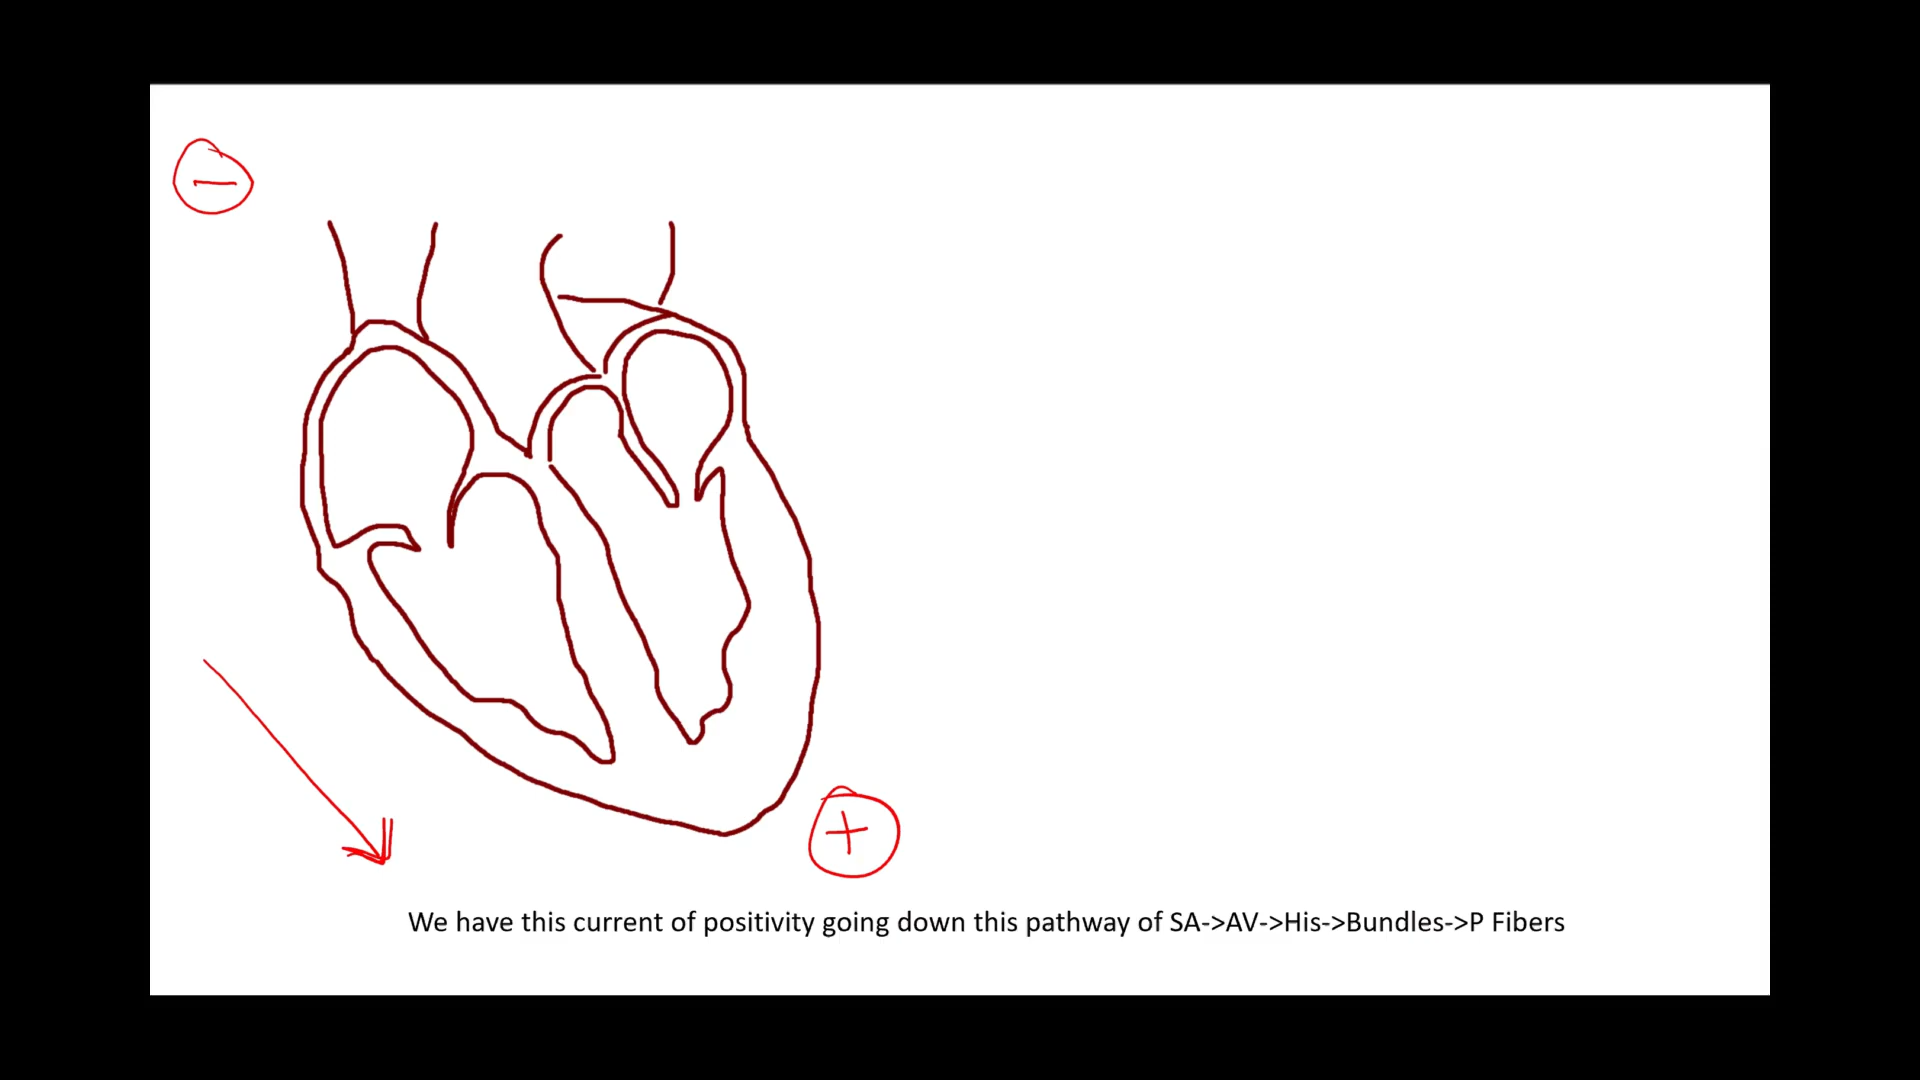 −
+
We have this current of positivity going down this pathway of SA->AV->His->Bundles->P Fibers